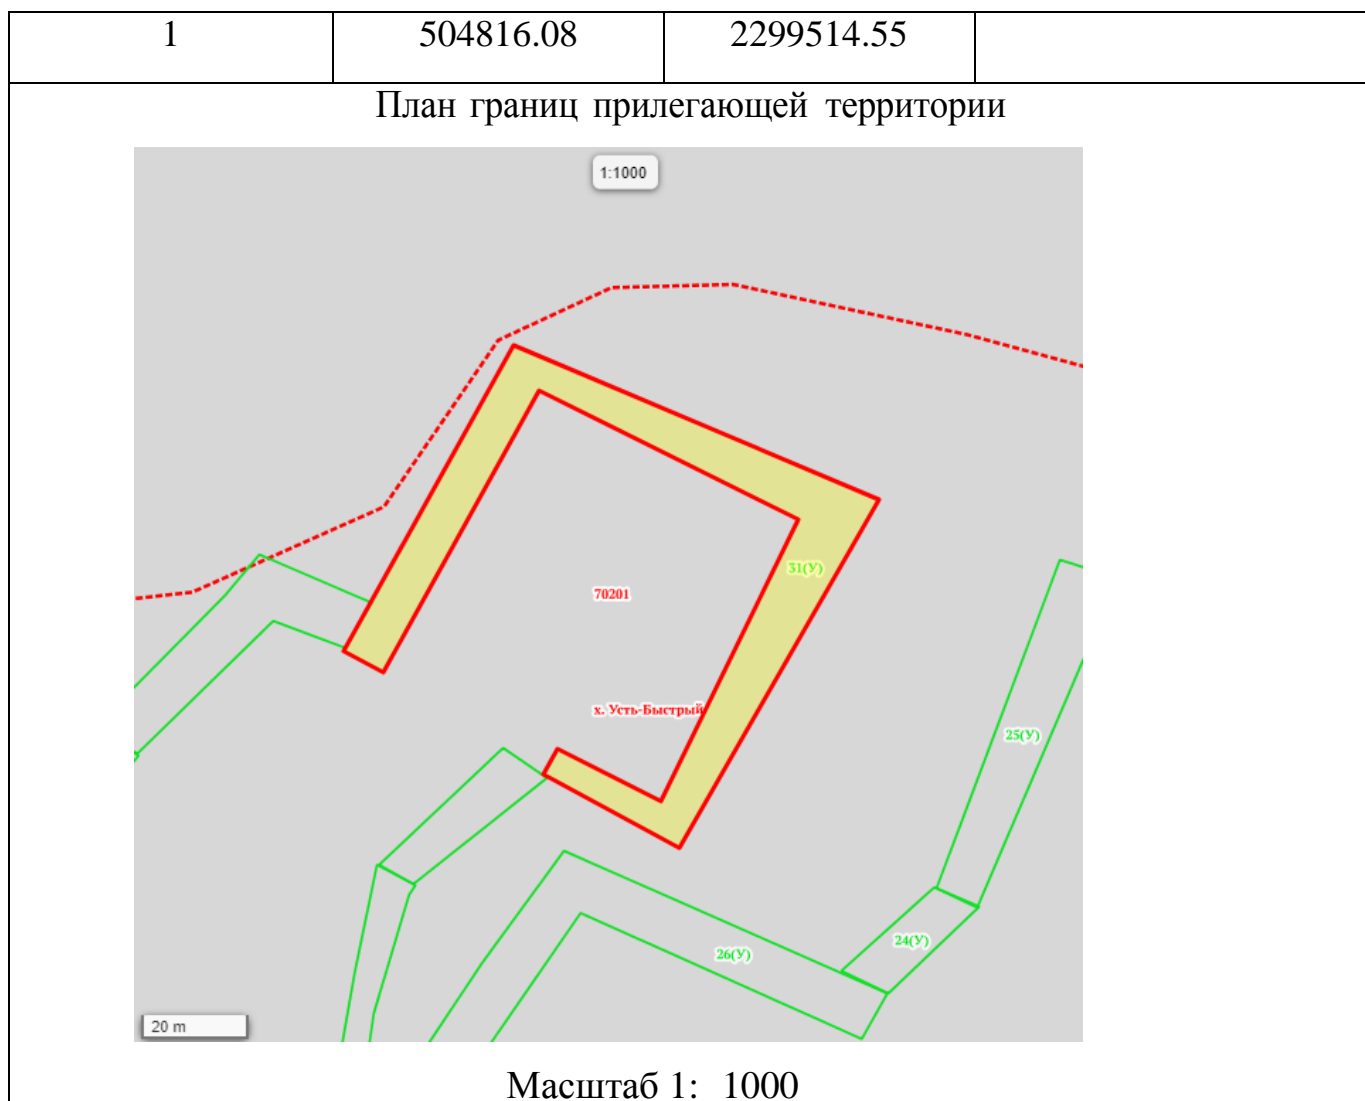 1 504816.08 2299514.55
План границ прилегающей территории
1:1000
31(У)
70201
х. Усть-Быстрый
25(У)
24(У)
26(У)
20 m
Масштаб 1: 1000